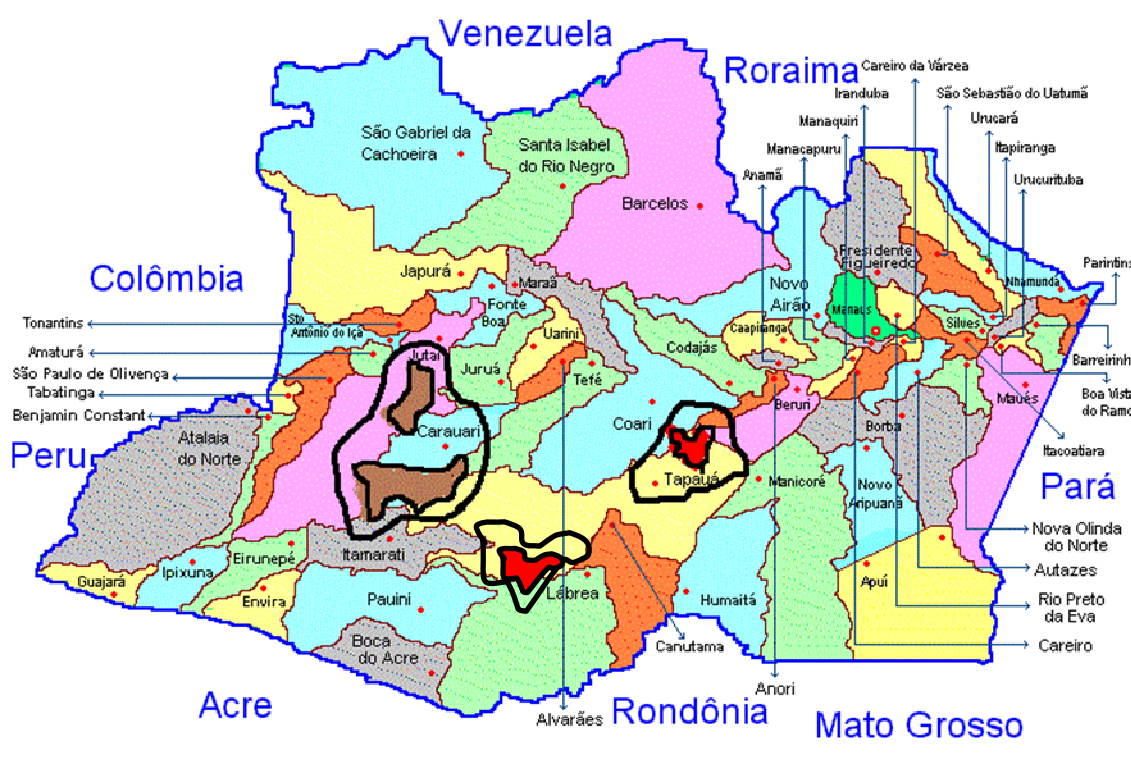 Venezuela
Roraima
Careiro da Várzea
Iranduba
São Sebastião do Uatumã
Urucará
Manaquiri
Itapiranga
Manacapuru
Urucurituba
Anamã
São Gabriel da
Cachoeira
Santa Isabel
do Rio Negro
Barcelos
Presidente
Figueiredo
Parintins
Colômbia
Japurá
Maraã
Nhamundá
Novo
Airão
Fonte
Boa
Manaus
Tonantins
Sto
Antônio do Içá
Uarini
Caapiranga
Silves
Codajás
Amaturá
Jutaí
Juruá
Tefé
Barreirinh
São Paulo de Olivença
Tabatinga
Boa Vista
do Ramo
Benjamin Constant
Maués
Beruri
Coari
Borba
Carauari
Atalaia
do Norte
Itacoatiara
Peru
Pará
Tapauá
Manicoré
Novo
Aripuanã
Nova Olinda
do Norte
Eirunepé
Itamarati
Autazes
Guajará
Ipixuna
Apuí
Envira
Pauini
Lábrea
Humaitá
Rio Preto
da Eva
Boca
do Acre
Canutama
Careiro
Anori
Acre
Alvarães
Rondônia
Mato Grosso